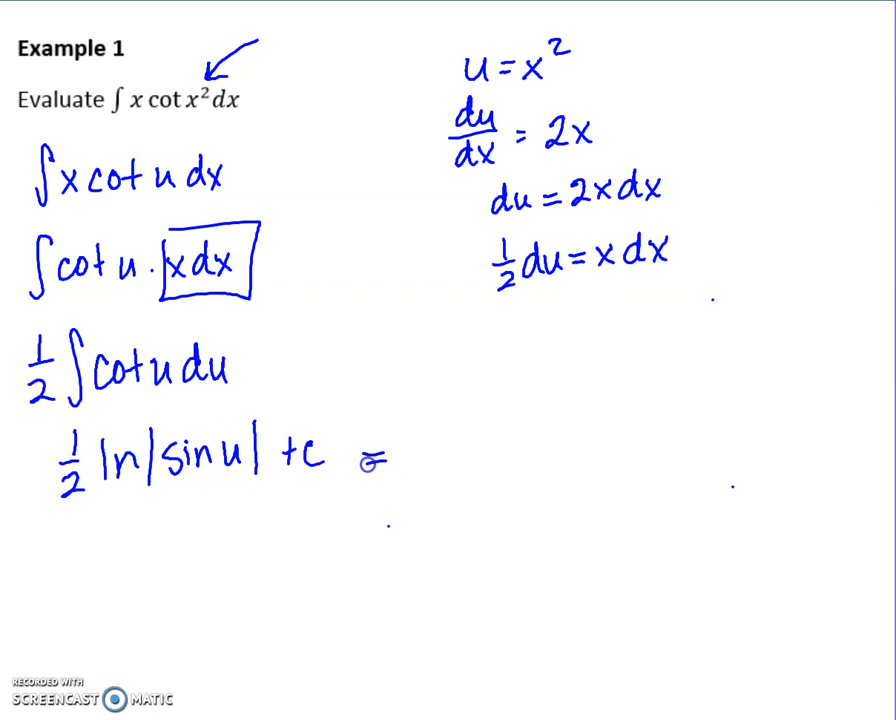 Example 1
Evaluate ∫ x cot x² dx
∫ x cot u dx
∫ cot u · x dx
1/2 ∫ cot u du
1/2 ln|sin u| + c =
u = x²
du/dx = 2x
du = 2x dx
1/2 du = x dx
RECORDED WITH
SCREENCAST MATIC